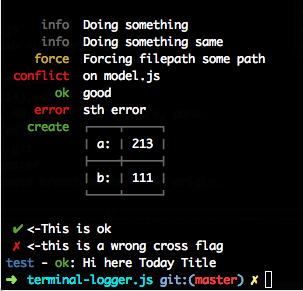 info Doing something
info Doing something same
force Forcing filepath some path
conflict on model.js
ok good
error sth error
create
a: 213
b: 111
✔ <-This is ok
✗ <-this is a wrong cross flag
test - ok: Hi here Today Title
➜ terminal-logger.js git:(master) ✗